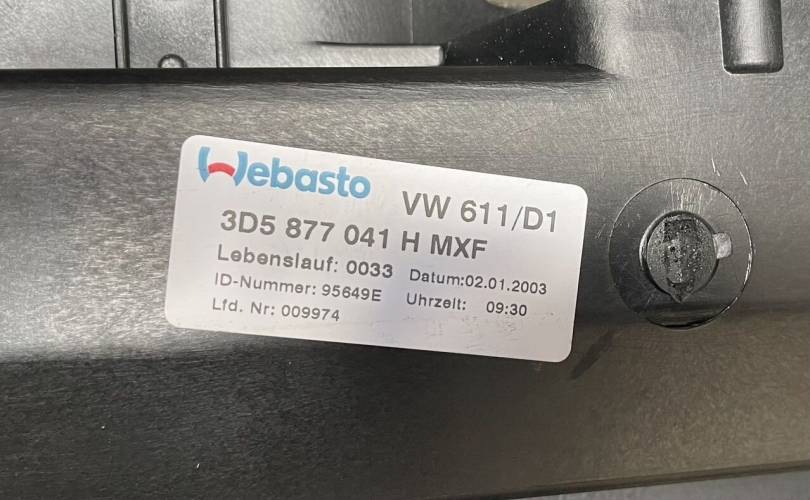 Webasto
VW 611/D1
3D5 877 041 H MXF
Lebenslauf: 0033
Datum:02.01.2003
ID-Nummer: 95649E
Uhrzeit: 09:30
Lfd. Nr: 009974